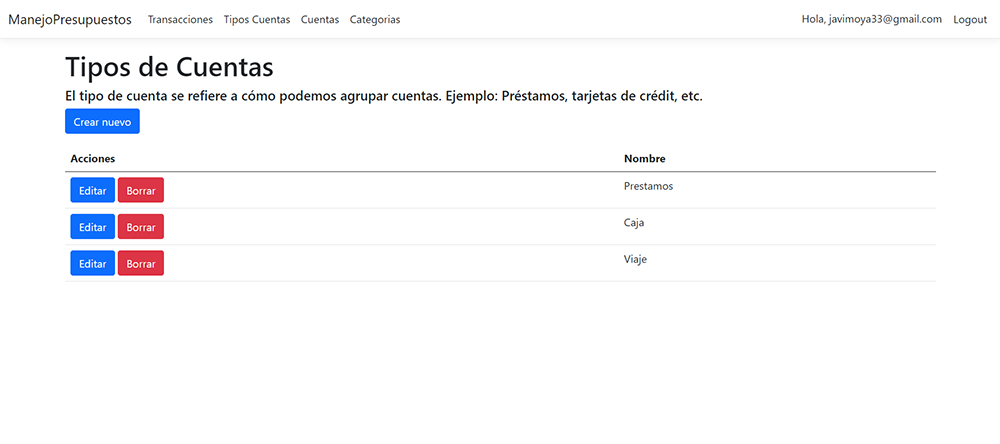 ManejoPresupuestos Transacciones Tipos Cuentas Cuentas Categorias Hola, javimoya33@gmail.com Logout
Tipos de Cuentas
El tipo de cuenta se refiere a cómo podemos agrupar cuentas. Ejemplo: Préstamos, tarjetas de crédit, etc.
Crear nuevo
Acciones Nombre
Editar Borrar Prestamos
Editar Borrar Caja
Editar Borrar Viaje